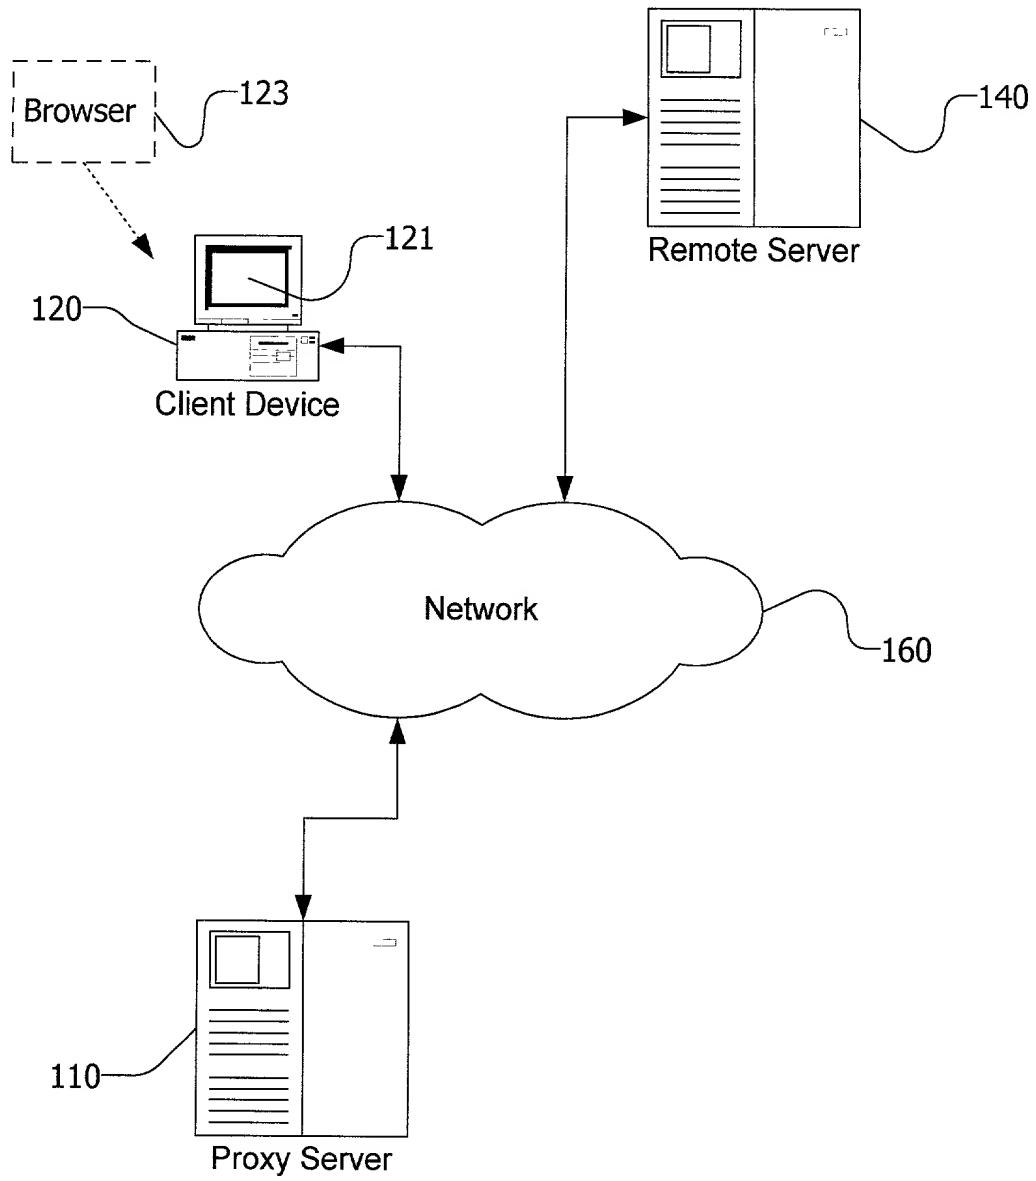 140
Browser
123
Remote Server
121
120
Client Device
Network
160
110
Proxy Server